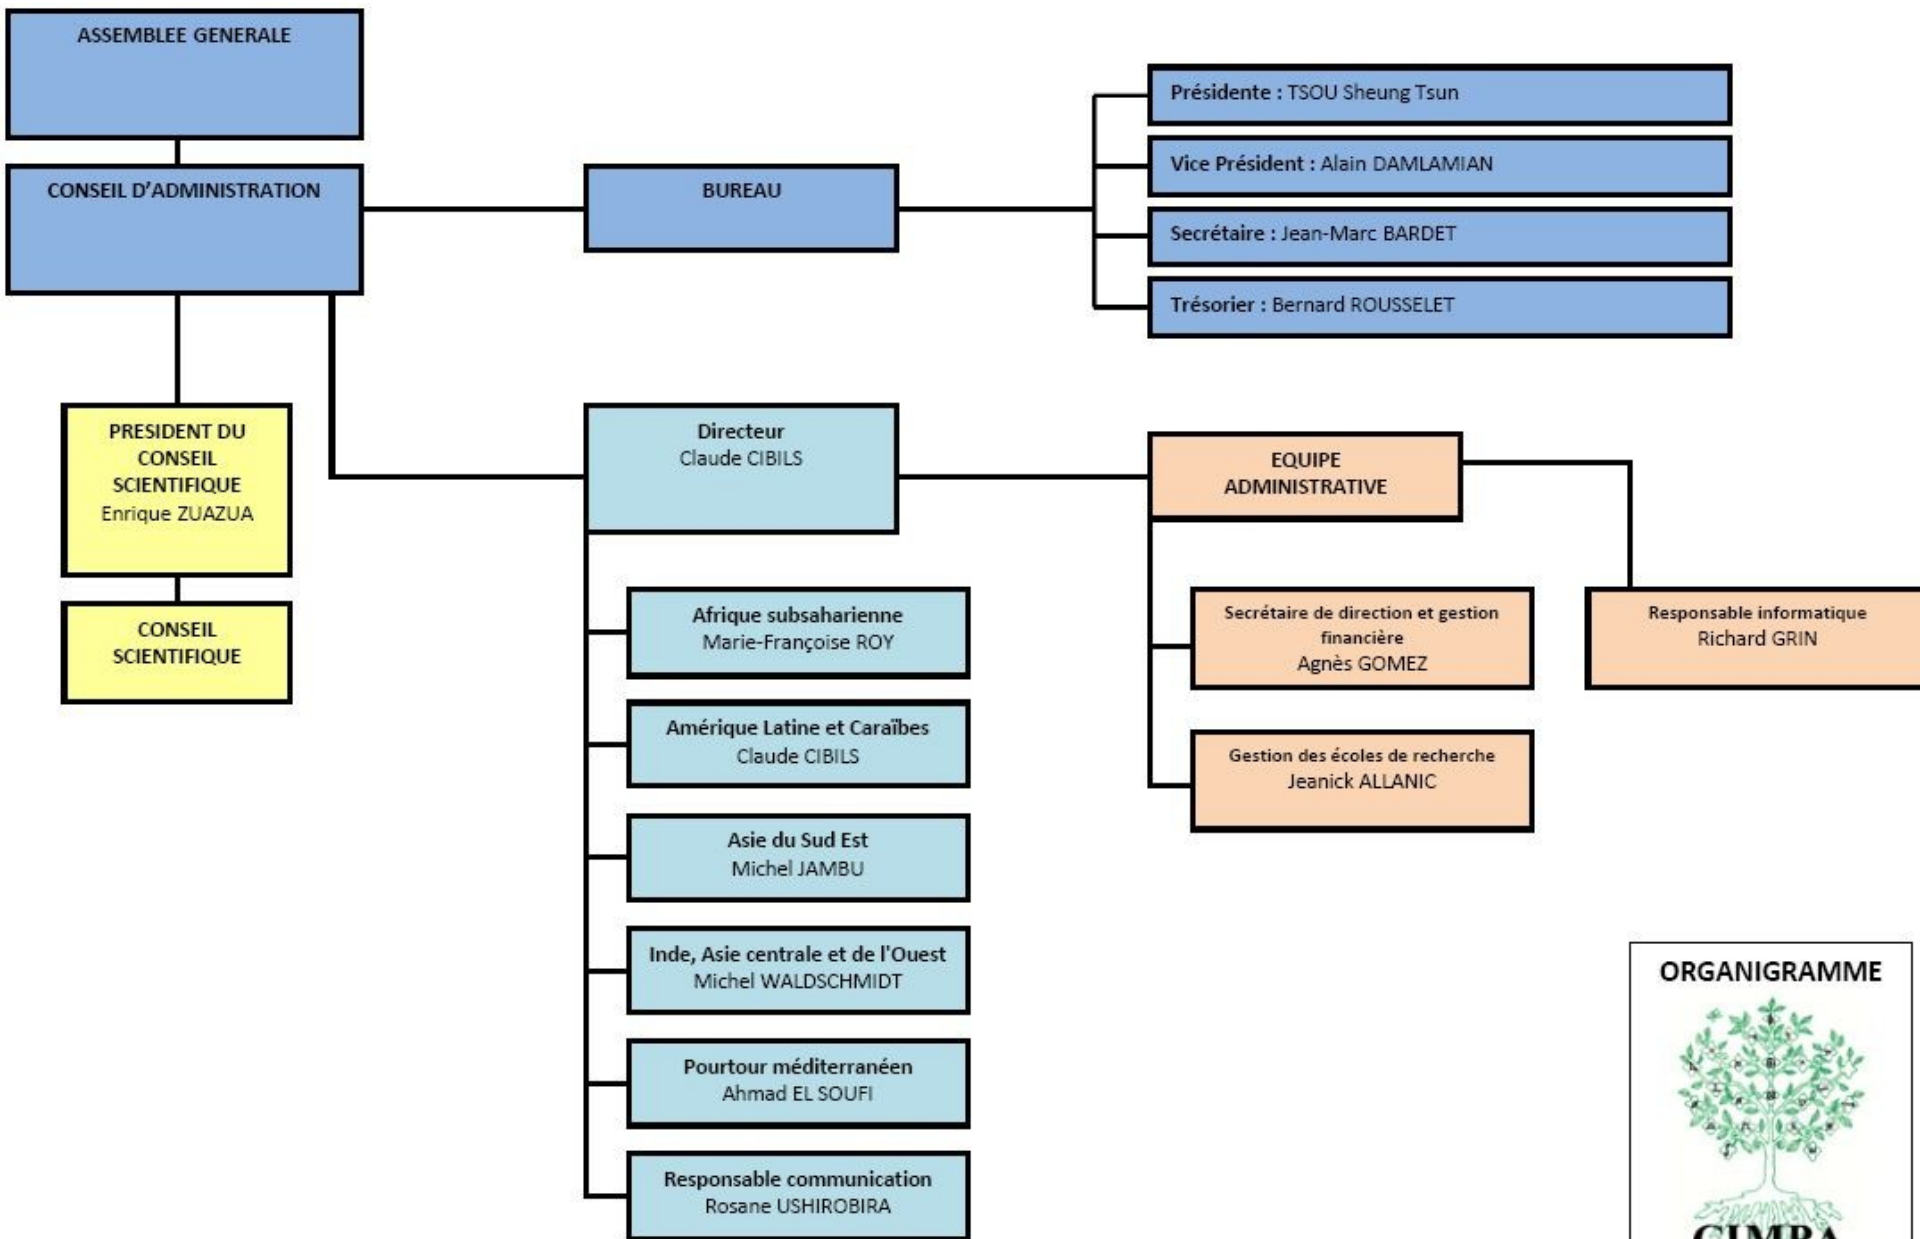 ASSEMBLEE GENERALE
CONSEIL D'ADMINISTRATION
BUREAU
Présidente : TSOU Sheung Tsun
Vice Président : Alain DAMLAMIAN
Secrétaire : Jean-Marc BARDET
Trésorier : Bernard ROUSSELET
PRESIDENT DU
CONSEIL
SCIENTIFIQUE
Enrique ZUAZUA
CONSEIL
SCIENTIFIQUE
Directeur
Claude CIBILS
Afrique subsaharienne
Marie-Françoise ROY
Amérique Latine et Caraïbes
Claude CIBILS
Asie du Sud Est
Michel JAMBU
Inde, Asie centrale et de l'Ouest
Michel WALDSCHMIDT
Pourtour méditerranéen
Ahmad EL SOUFI
Responsable communication
Rosane USHIROBIRA
EQUIPE
ADMINISTRATIVE
Secrétaire de direction et gestion
financière
Agnès GOMEZ
Gestion des écoles de recherche
Jeanick ALLANIC
Responsable informatique
Richard GRIN
ORGANIGRAMME
CIMPA